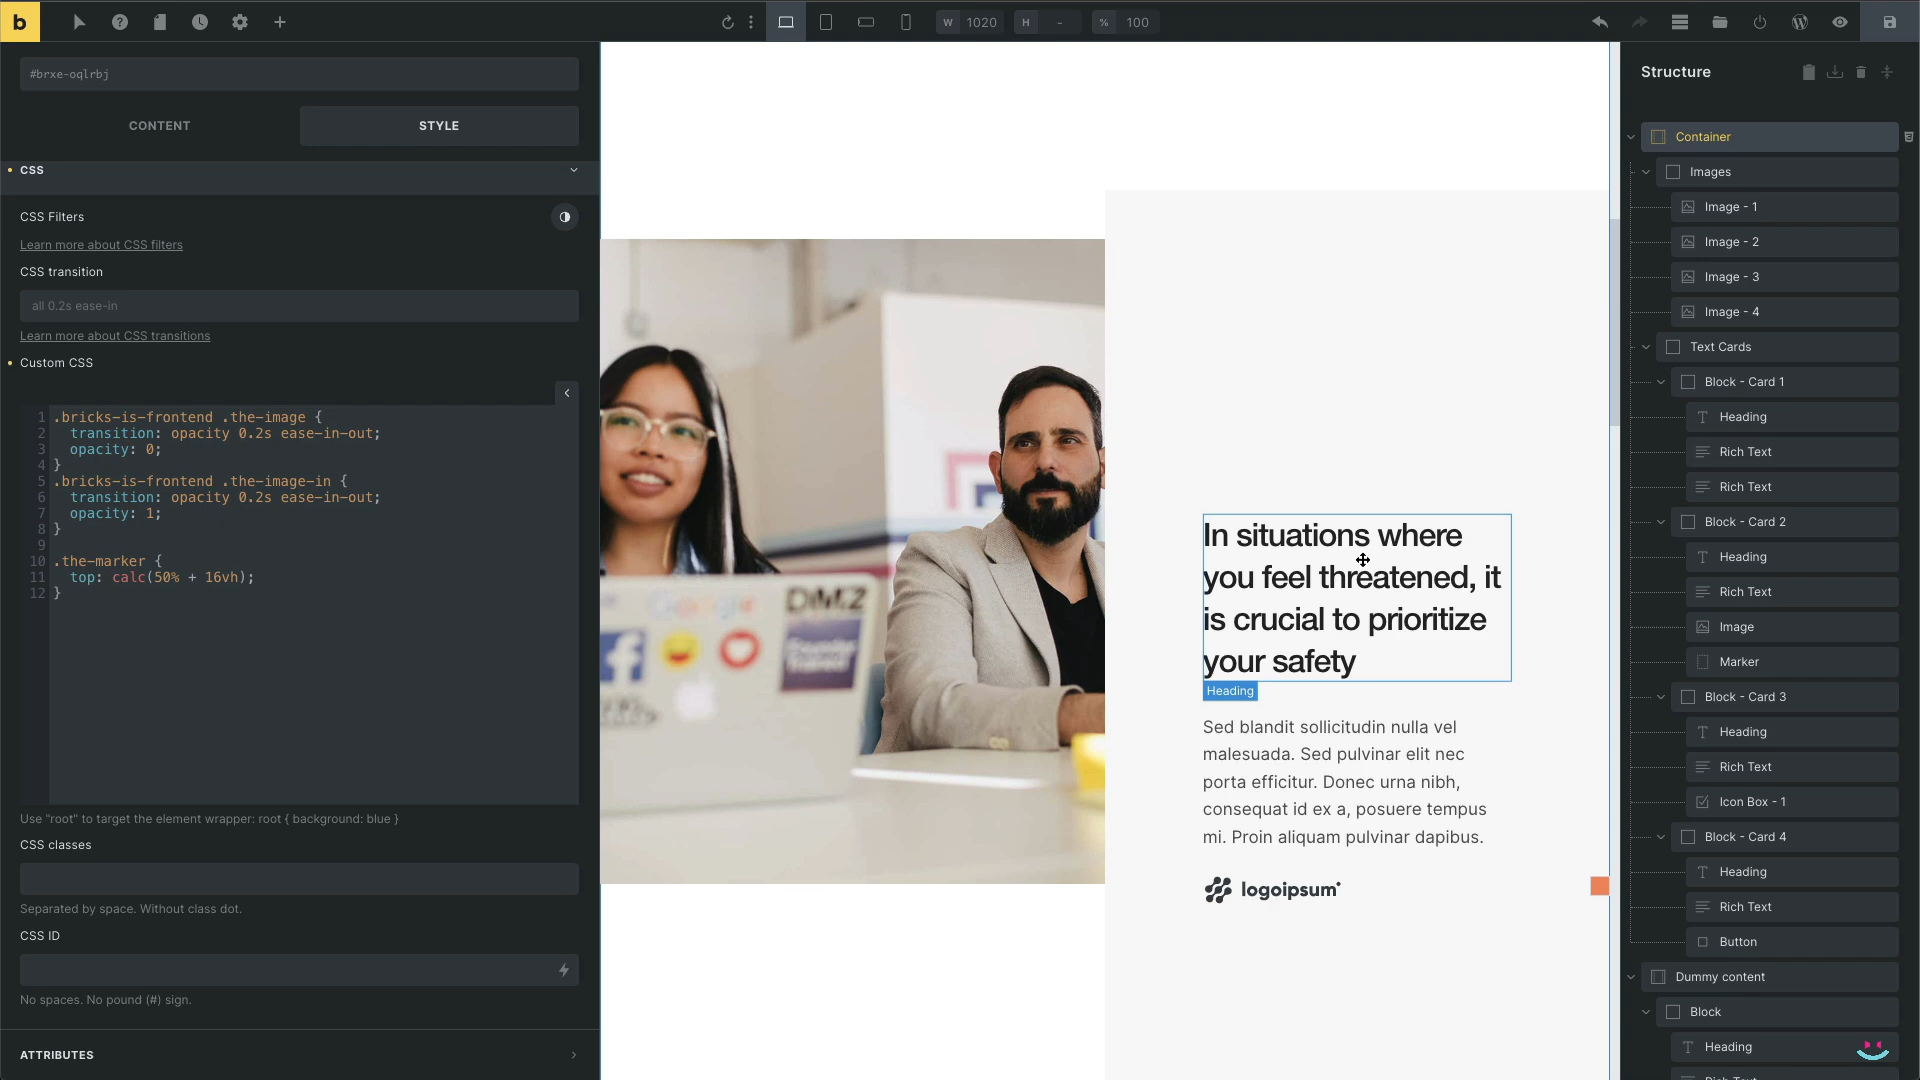 b
W 1020
H -
% 100
#brxe-oqlrbj
CONTENT
STYLE
CSS
CSS Filters
Learn more about CSS filters
CSS transition
all 0.2s ease-in
Learn more about CSS transitions
Custom CSS
1 .bricks-is-frontend .the-image {
2 transition: opacity 0.2s ease-in-out;
3 opacity: 0;
4 }
5 .bricks-is-frontend .the-image-in {
6 transition: opacity 0.2s ease-in-out;
7 opacity: 1;
8 }
9
10 .the-marker {
11 top: calc(50% + 16vh);
12 }
Use "root" to target the element wrapper: root { background: blue }
CSS classes
Separated by space. Without class dot.
CSS ID
No spaces. No pound (#) sign.
ATTRIBUTES
Google
DMZ
Founder
In situations where
you feel threatened, it
is crucial to prioritize
your safety
Heading
Sed blandit sollicitudin nulla vel
malesuada. Sed pulvinar elit nec
porta efficitur. Donec urna nibh,
consequat id ex a, posuere tempus
mi. Proin aliquam pulvinar dapibus.
logoipsum
Structure
Container
Images
Image - 1
Image - 2
Image - 3
Image - 4
Text Cards
Block - Card 1
Heading
Rich Text
Rich Text
Block - Card 2
Heading
Rich Text
Image
Marker
Block - Card 3
Heading
Rich Text
Icon Box - 1
Block - Card 4
Heading
Rich Text
Button
Dummy content
Block
Heading